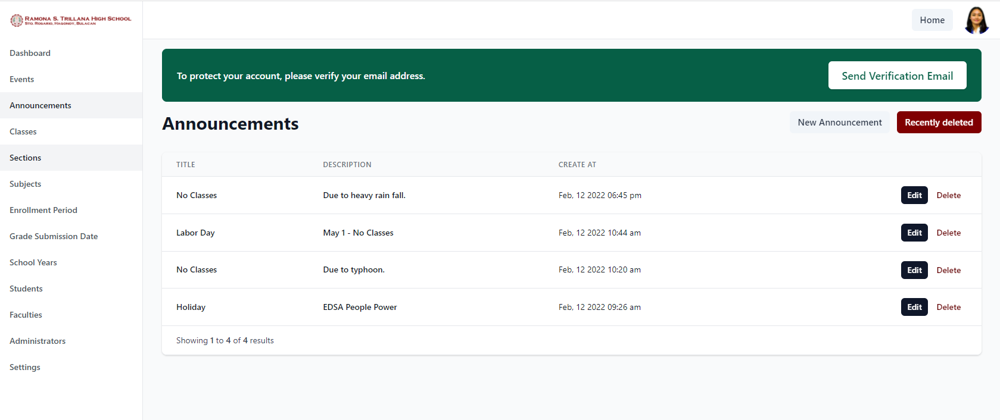 RAMONA S. TRILLANA HIGH SCHOOL
STO. ROSARIO, HAGONOY, BULACAN
Home
Dashboard
Events
Announcements
Classes
Sections
Subjects
Enrollment Period
Grade Submission Date
School Years
Students
Faculties
Administrators
Settings
To protect your account, please verify your email address.
Send Verification Email
Announcements
New Announcement
Recently deleted
TITLE DESCRIPTION CREATE AT
No Classes Due to heavy rain fall. Feb, 12 2022 06:45 pm Edit Delete
Labor Day May 1 - No Classes Feb, 12 2022 10:44 am Edit Delete
No Classes Due to typhoon. Feb, 12 2022 10:20 am Edit Delete
Holiday EDSA People Power Feb, 12 2022 09:26 am Edit Delete
Showing 1 to 4 of 4 results